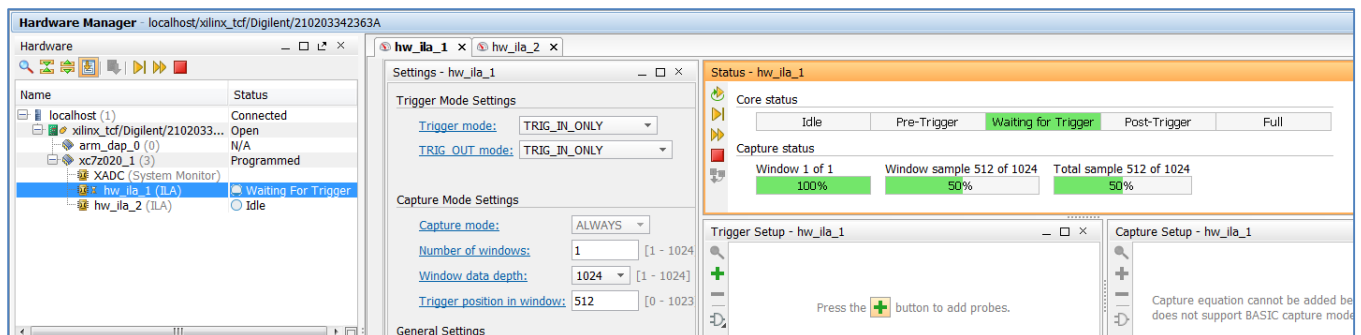 Hardware Manager - localhost/xilinx_tcf/Digilent/210203342363A
Hardware
Name Status
localhost (1) Connected
xilinx_tcf/Digilent/2102033... Open
arm_dap_0 (0) N/A
xc7z020_1 (3) Programmed
XADC (System Monitor)
hw_ila_1 (ILA) Waiting For Trigger
hw_ila_2 (ILA) Idle
hw_ila_1 hw_ila_2
Settings - hw_ila_1
Trigger Mode Settings
Trigger mode: TRIG_IN_ONLY
TRIG_OUT mode: TRIG_IN_ONLY
Capture Mode Settings
Capture mode: ALWAYS
Number of windows: 1 [1 - 1024
Window data depth: 1024 [1 - 1024]
Trigger position in window: 512 [0 - 1023
General Settings
Status - hw_ila_1
Core status
Idle Pre-Trigger Waiting for Trigger Post-Trigger Full
Capture status
Window 1 of 1 Window sample 512 of 1024 Total sample 512 of 1024
100% 50% 50%
Trigger Setup - hw_ila_1
Press the + button to add probes.
Capture Setup - hw_ila_1
Capture equation cannot be added be
does not support BASIC capture mode